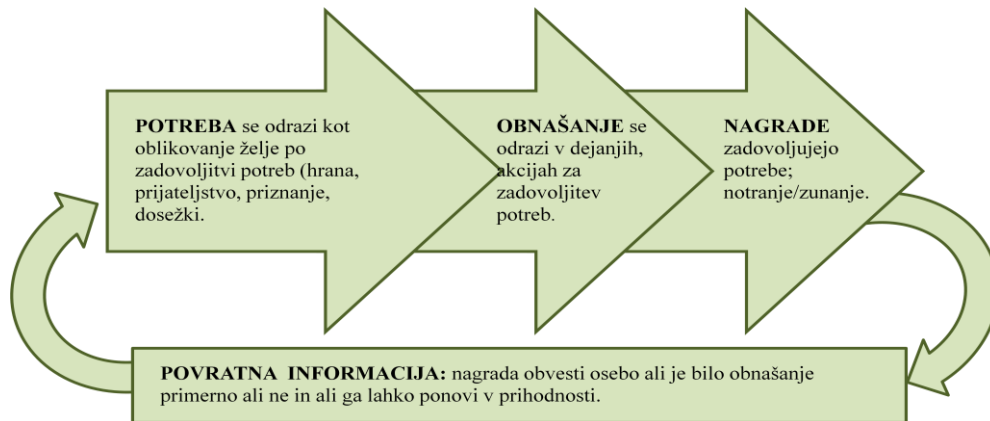 POTREBA se odrazi kot
oblikovanje želje po
zadovoljitvi potreb (hrana,
prijateljstvo, priznanje,
dosežki.
OBNAŠANJE se
odrazi v dejanjih,
akcijah za
zadovoljitev
potreb.
NAGRADE
zadovoljujejo
potrebe;
notranje/zunanje.
POVRATNA INFORMACIJA: nagrada obvesti osebo ali je bilo obnašanje
primerno ali ne in ali ga lahko ponovi v prihodnosti.